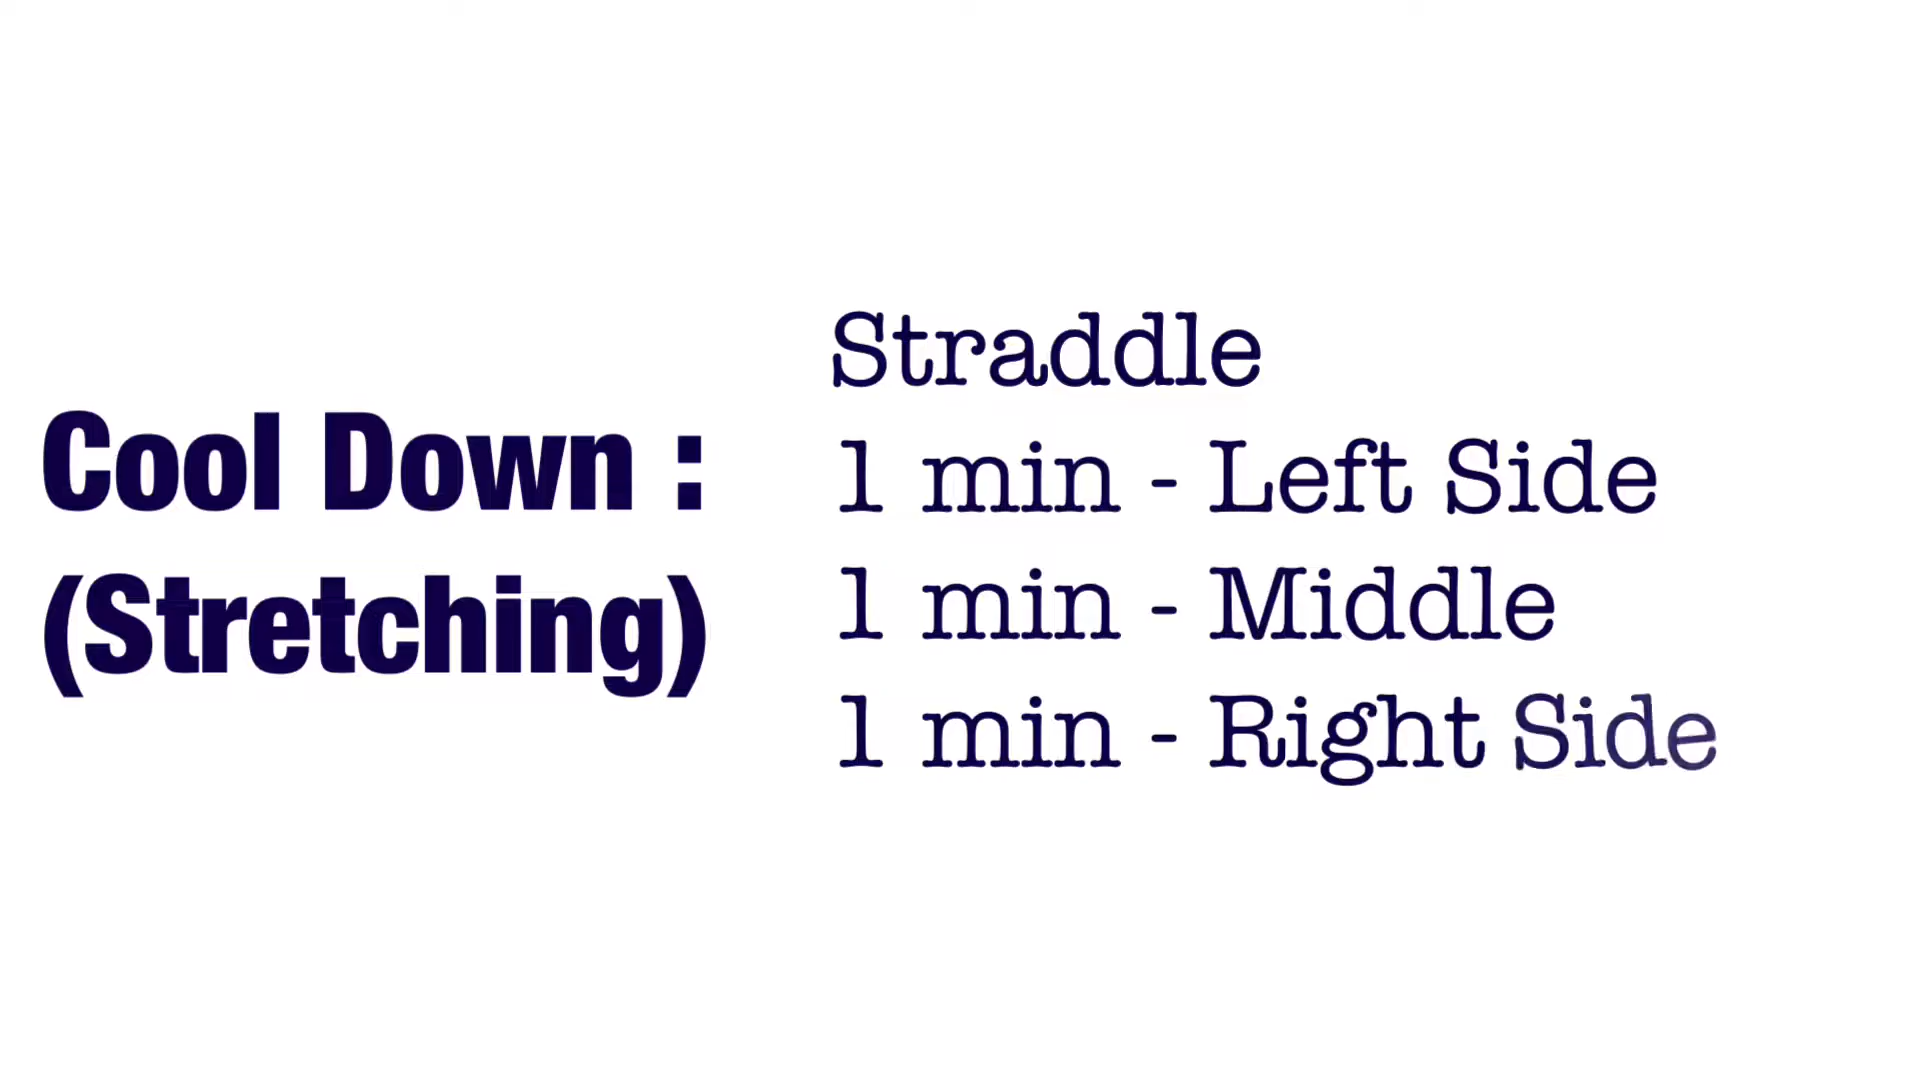 Cool Down :
(Stretching)
Straddle
1 min - Left Side
1 min - Middle
1 min - Right Side